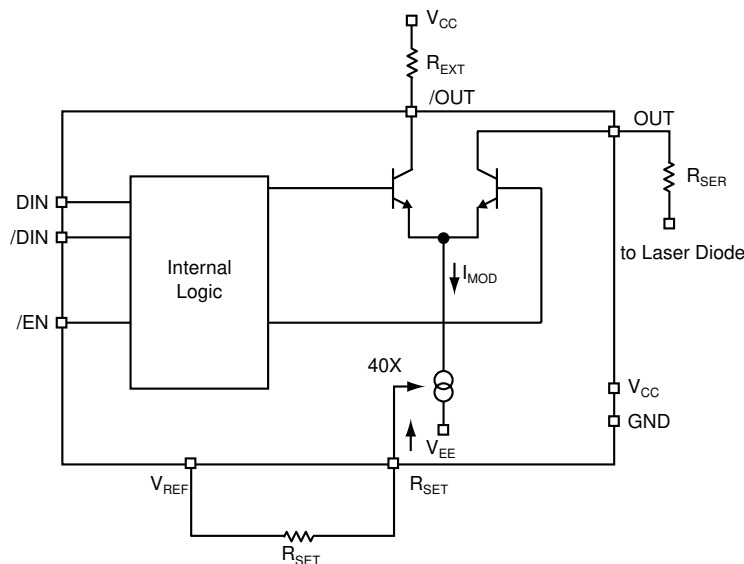 VCC
REXT
/OUT
OUT
RSER
to Laser Diode
DIN
/DIN
Internal
Logic
IMOD
/EN
40X
VCC
GND
VEE
VREF
RSET
RSET